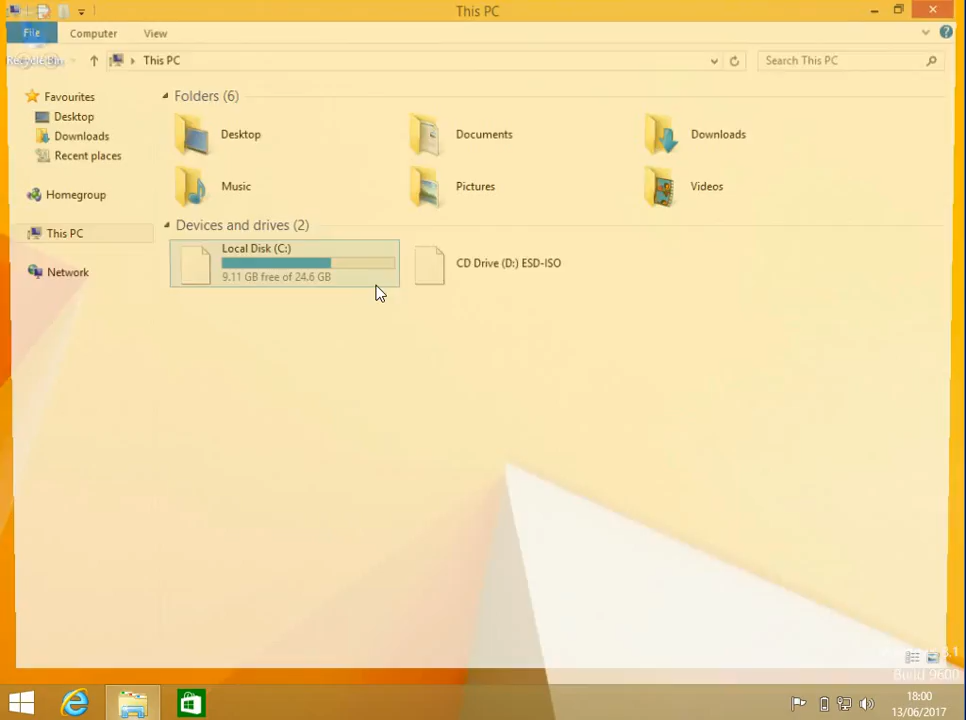 This PC
File
Computer
View
Recycle Bin
This PC
Search This PC
Favourites
Desktop
Downloads
Recent places
Homegroup
This PC
Network
Folders (6)
Desktop
Documents
Downloads
Music
Pictures
Videos
Devices and drives (2)
Local Disk (C:)
9.11 GB free of 24.6 GB
CD Drive (D:) ESD-ISO
Build 9600
18:00
13/06/2017